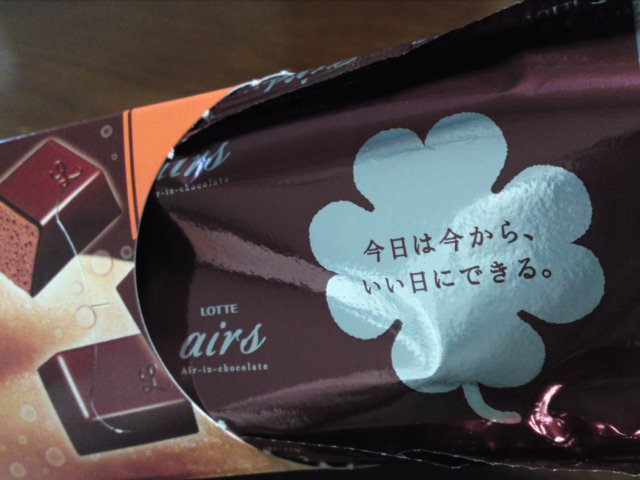 今日は今から、
いい日にできる。
LOTTE
airs
Air-in-chocolate
airs
r-in-chocolate
LOTTE